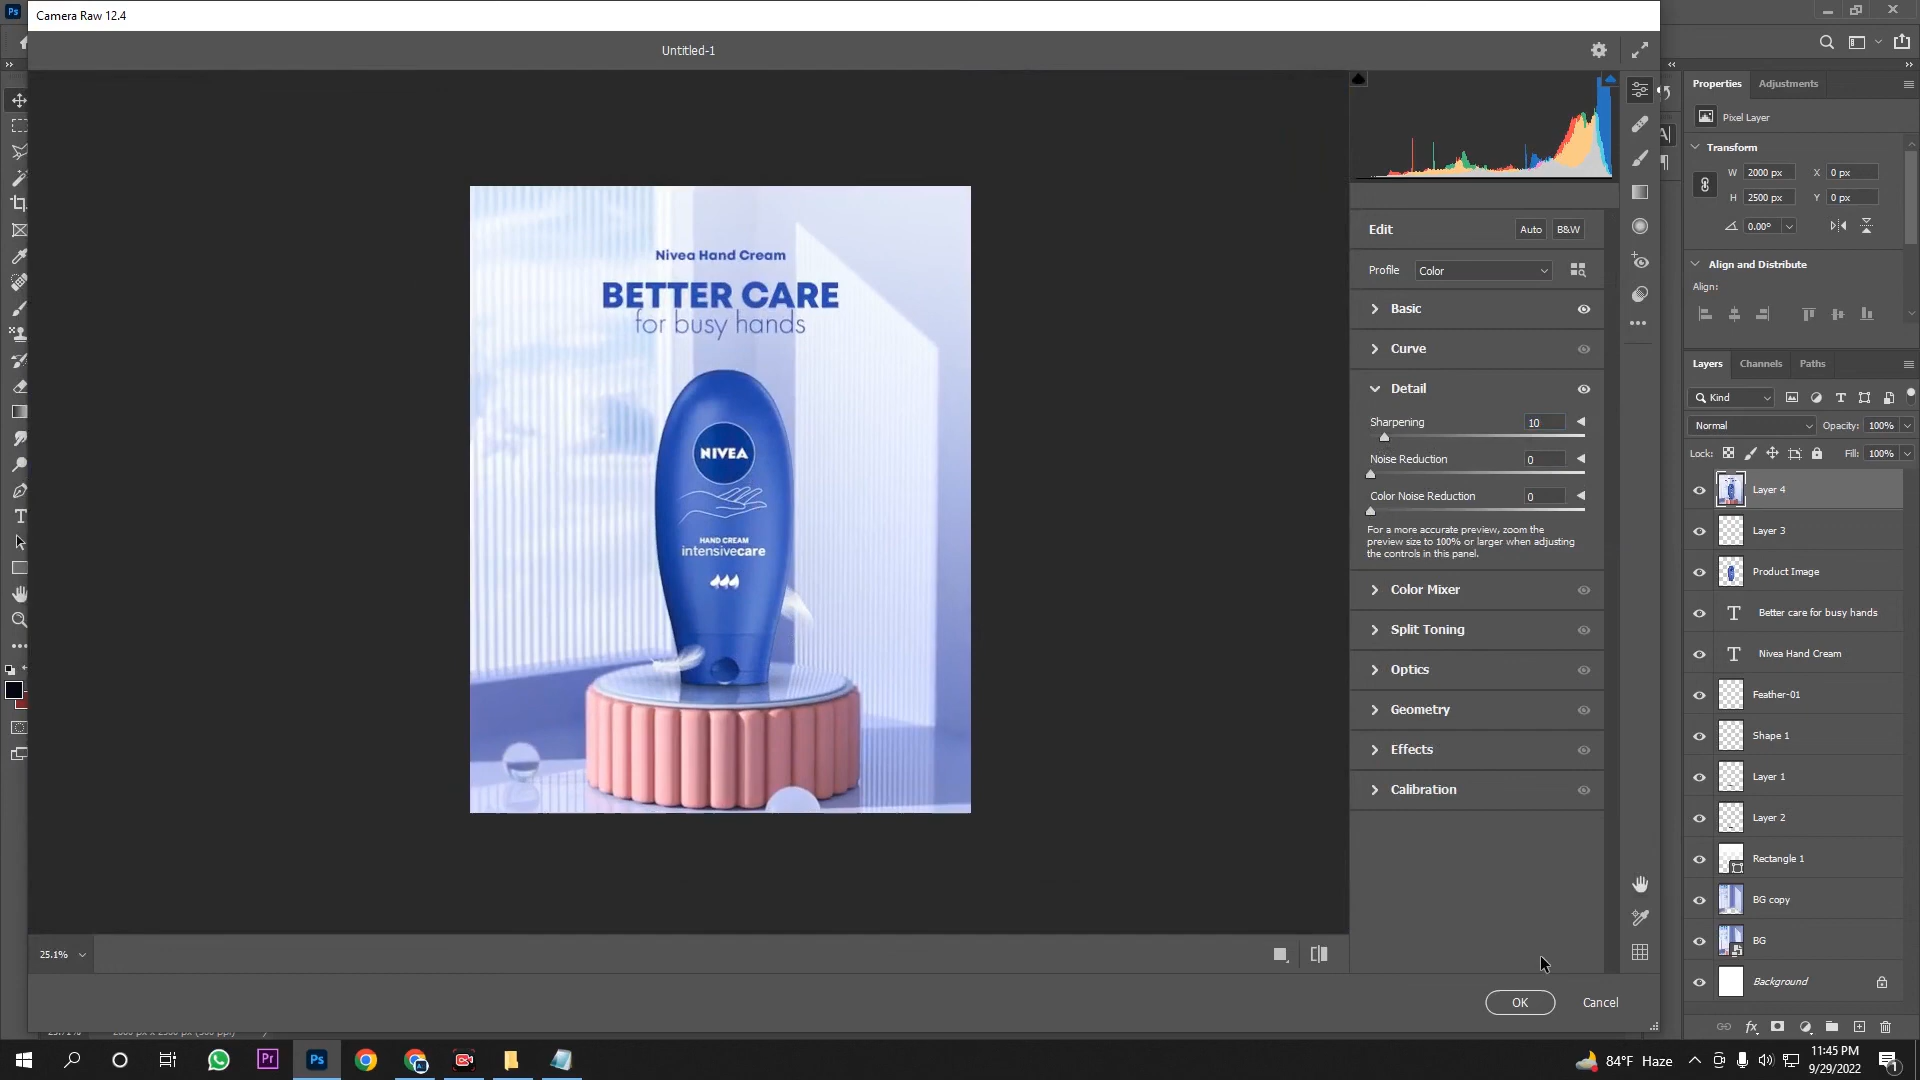 Camera Raw 12.4
Untitled-1
Nivea Hand Cream
BETTER CARE
for busy hands
NIVEA
HAND CREAM
intensivecare
25.1%
Edit
Auto
B&W
Profile
Color
Basic
Curve
Detail
Sharpening
10
Noise Reduction
0
Color Noise Reduction
0
For a more accurate preview, zoom the
preview size to 100% or larger when adjusting
the controls in this panel.
Color Mixer
Split Toning
Optics
Geometry
Effects
Calibration
OK
Cancel
Properties
Adjustments
Pixel Layer
Transform
W 2000 px X 0 px
H 2500 px Y 0 px
0.00°
Align and Distribute
Align:
Layers
Channels
Paths
Kind
Normal
Opacity: 100%
Lock:
Fill: 100%
Layer 4
Layer 3
Product Image
Better care for busy hands
Nivea Hand Cream
Feather-01
Shape 1
Layer 1
Layer 2
Rectangle 1
BG copy
BG
Background
Ps
Pr
Ps
84°F Haze
11:45 PM
9/29/2022
1